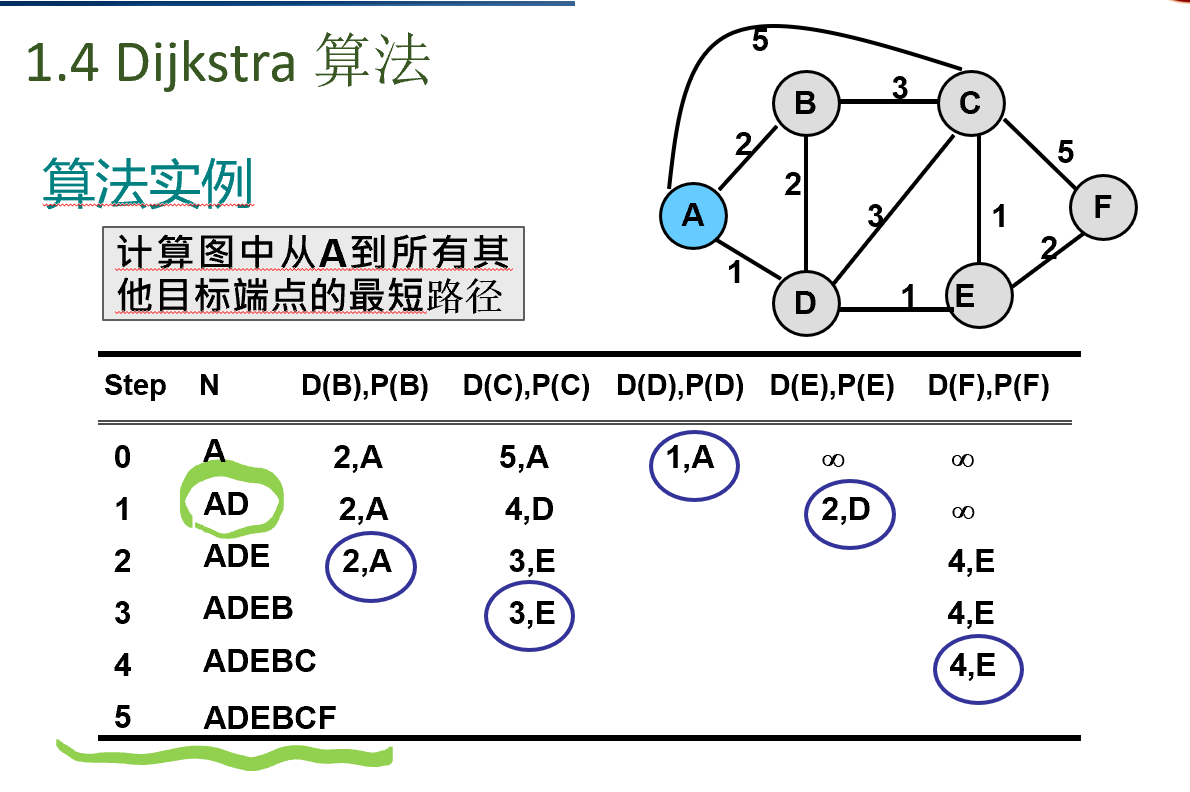 1.4 Dijkstra 算法
算法实例
计算图中从A到所有其
他目标端点的最短路径
5
B
3
C
2
2
5
A
3
1
F
1
2
D
1
E
Step N D(B),P(B) D(C),P(C) D(D),P(D) D(E),P(E) D(F),P(F)
0 A 2,A 5,A 1,A ∞ ∞
1 AD 2,A 4,D 2,D ∞
2 ADE 2,A 3,E 4,E
3 ADEB 3,E 4,E
4 ADEBC 4,E
5 ADEBCF